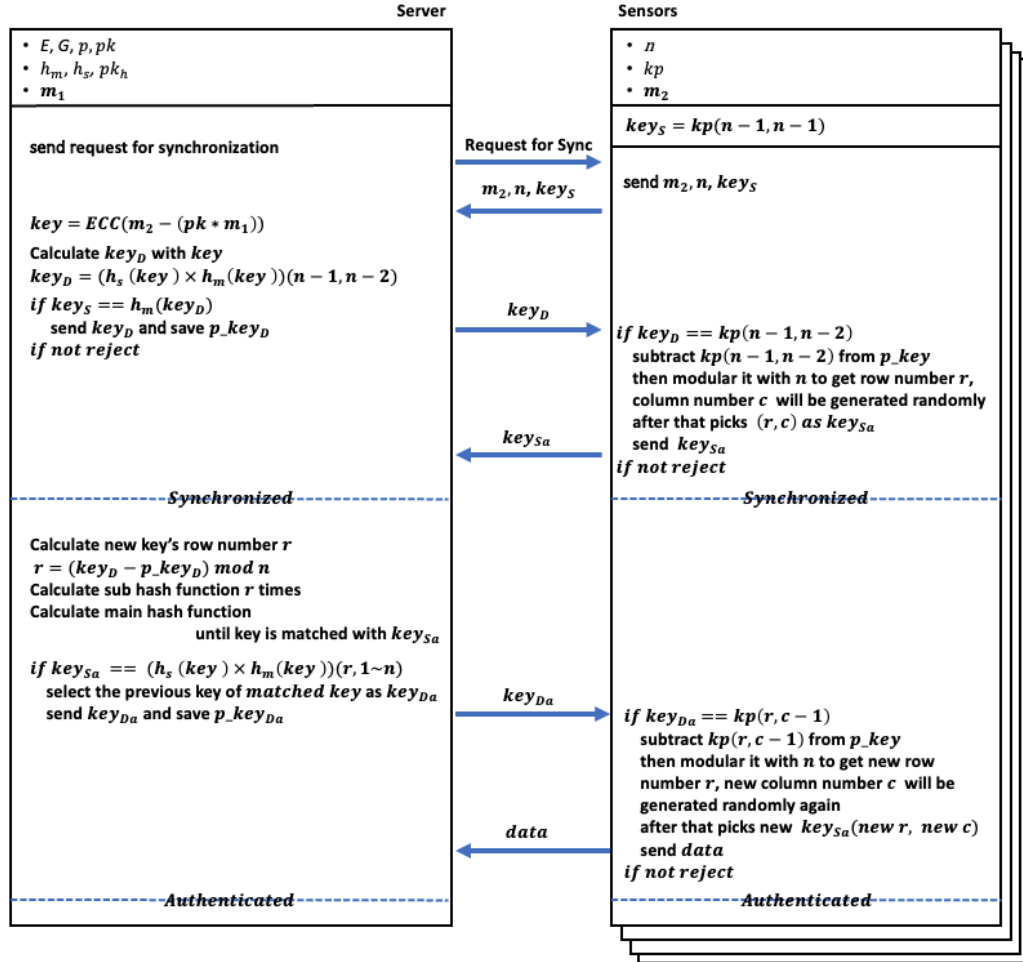 Server
Sensors
• E, G, p, pk
• h_m, h_s, pk_h
• m_1
• n
• kp
• m_2
key_S = kp(n − 1, n − 1)
send request for synchronization
Request for Sync
m_2, n, key_S
send m_2, n, key_S
key = ECC(m_2 − (pk ∗ m_1))
Calculate key_D with key
key_D = (h_s (key ) × h_m(key ))(n − 1, n − 2)
if key_S == h_m(key_D)
send key_D and save p_key_D
if not reject
key_D
if key_D == kp(n − 1, n − 2)
subtract kp(n − 1, n − 2) from p_key
then modular it with n to get row number r,
column number c will be generated randomly
after that picks (r, c) as key_Sa
send key_Sa
if not reject
key_Sa
Synchronized
Synchronized
Calculate new key's row number r
r = (key_D − p_key_D) mod n
Calculate sub hash function r times
Calculate main hash function
until key is matched with key_Sa
if key_Sa == (h_s (key ) × h_m(key ))(r, 1~n)
select the previous key of matched key as key_Da
send key_Da and save p_key_Da
key_Da
if key_Da == kp(r, c − 1)
subtract kp(r, c − 1) from p_key
then modular it with n to get new row
number r, new column number c will be
generated randomly again
after that picks new key_Sa(new r, new c)
send data
if not reject
data
Authenticated
Authenticated